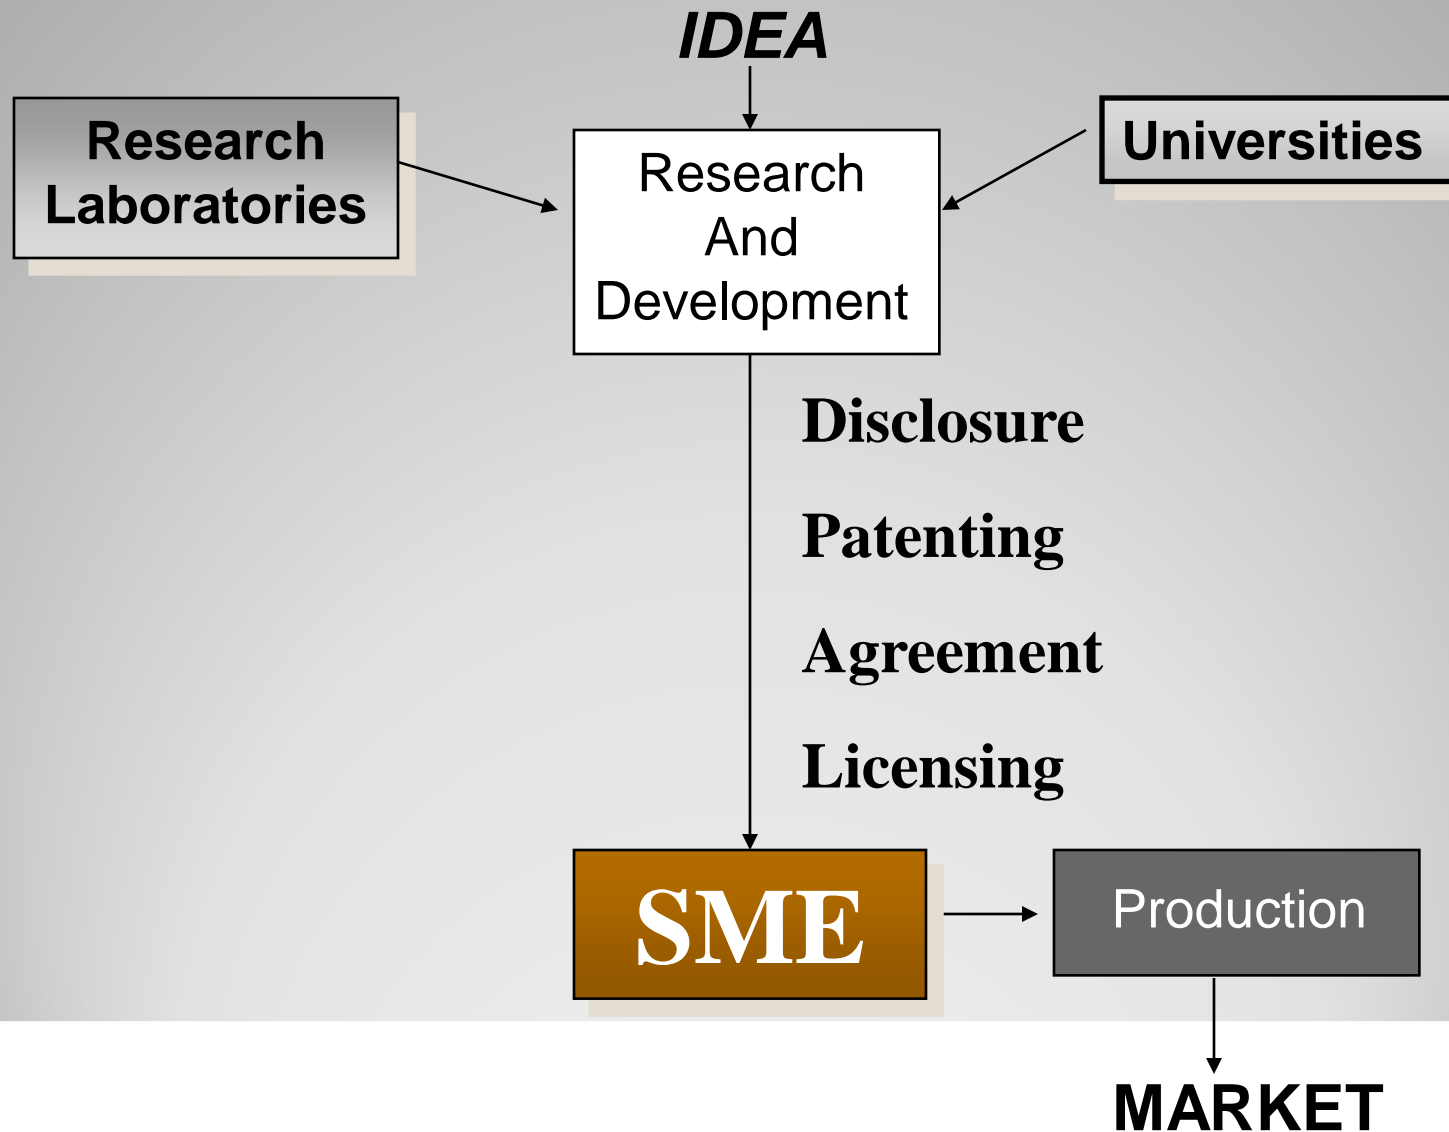 IDEA
Research
Laboratories
Universities
Research
And
Development
Disclosure
Patenting
Agreement
Licensing
SME
Production
MARKET